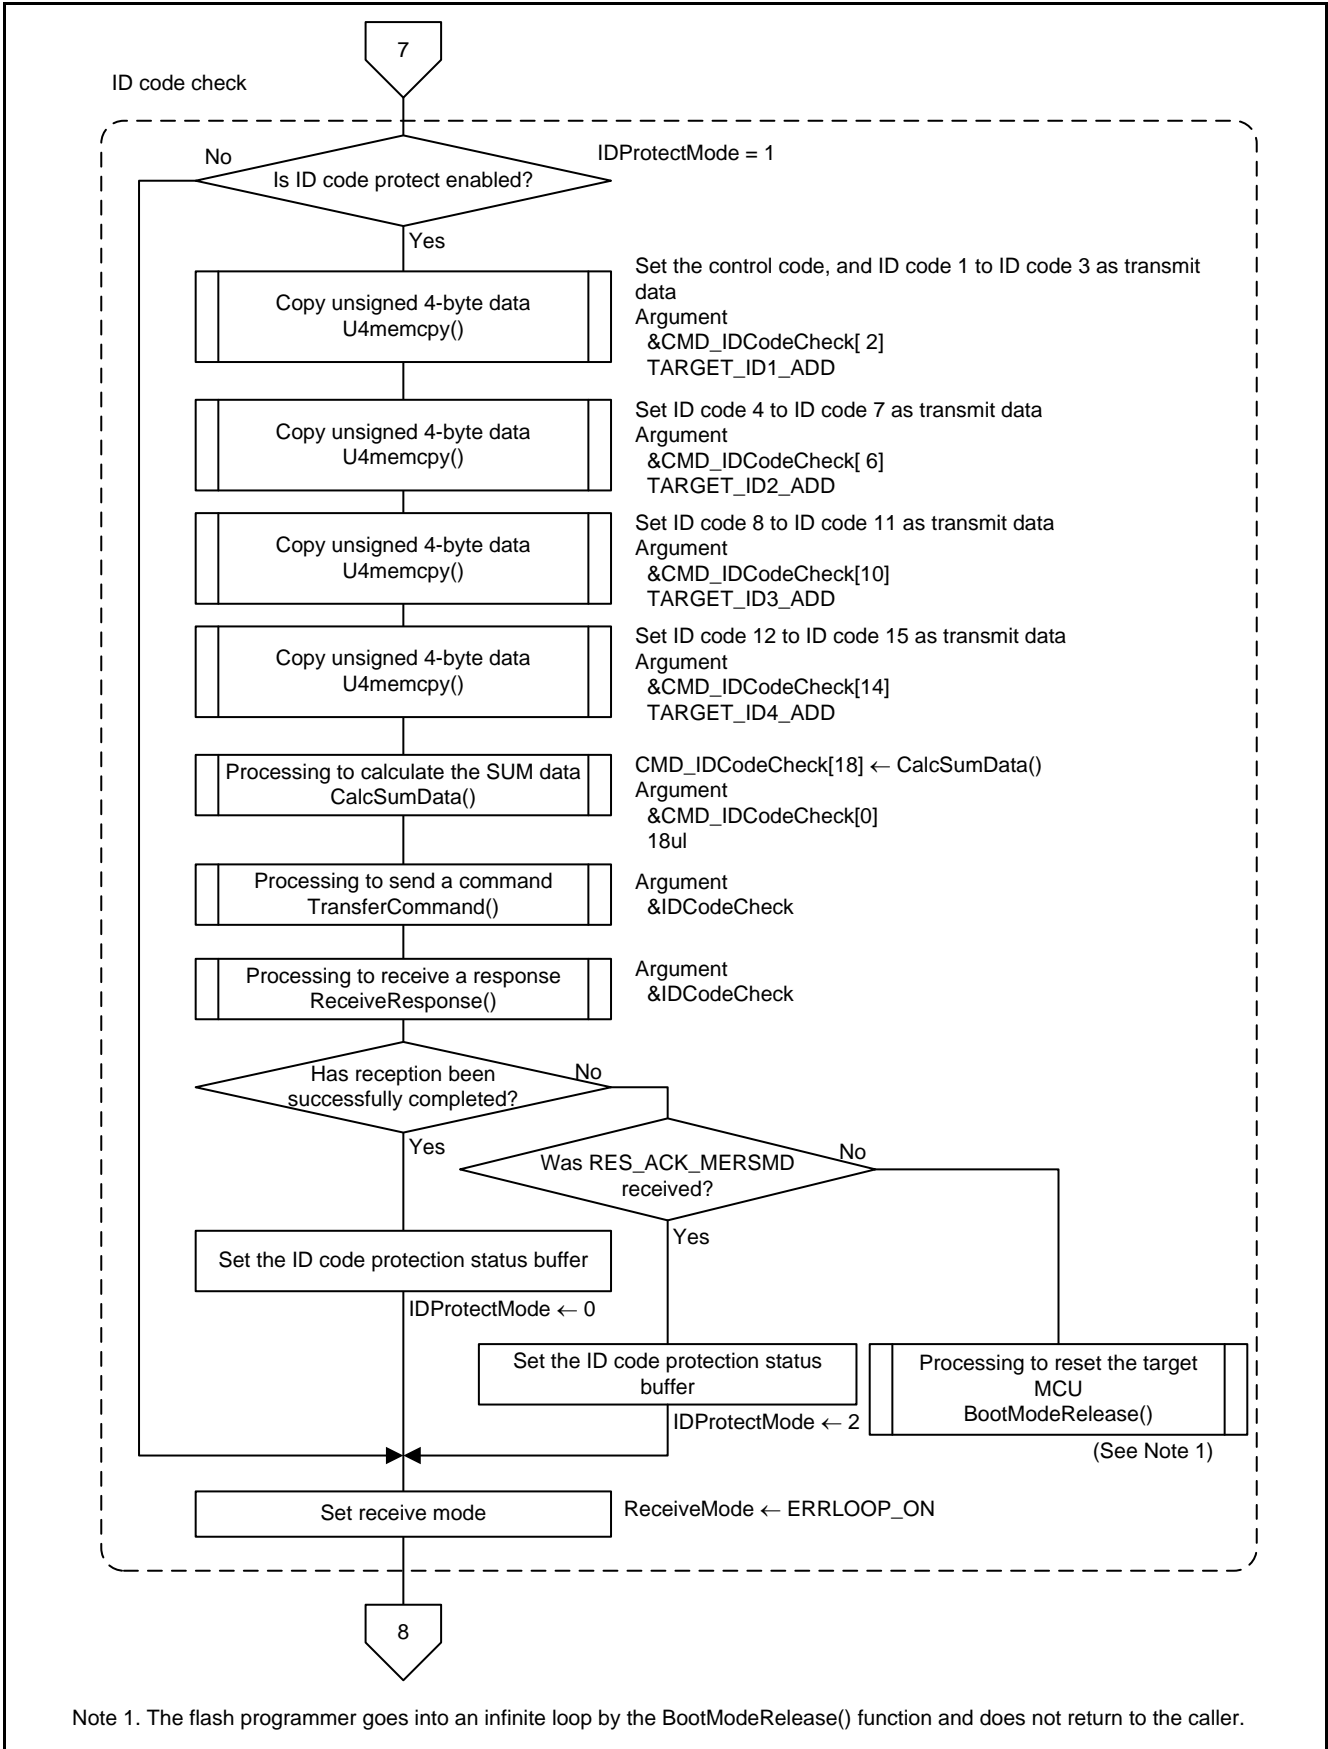 7
ID code check
No
IDProtectMode = 1
Is ID code protect enabled?
Yes
Set the control code, and ID code 1 to ID code 3 as transmit
data
Copy unsigned 4-byte data
U4memcpy()
Argument
&CMD_IDCodeCheck[ 2]
TARGET_ID1_ADD
Set ID code 4 to ID code 7 as transmit data
Copy unsigned 4-byte data
U4memcpy()
Argument
&CMD_IDCodeCheck[ 6]
TARGET_ID2_ADD
Set ID code 8 to ID code 11 as transmit data
Copy unsigned 4-byte data
U4memcpy()
Argument
&CMD_IDCodeCheck[10]
TARGET_ID3_ADD
Set ID code 12 to ID code 15 as transmit data
Copy unsigned 4-byte data
U4memcpy()
Argument
&CMD_IDCodeCheck[14]
TARGET_ID4_ADD
Processing to calculate the SUM data
CalcSumData()
CMD_IDCodeCheck[18] ← CalcSumData()
Argument
&CMD_IDCodeCheck[0]
18ul
Processing to send a command
TransferCommand()
Argument
&IDCodeCheck
Processing to receive a response
ReceiveResponse()
Argument
&IDCodeCheck
Has reception been
successfully completed?
No
Yes
Was RES_ACK_MERSMD
received?
No
Yes
Set the ID code protection status buffer
IDProtectMode ← 0
Set the ID code protection status
buffer
IDProtectMode ← 2
Processing to reset the target
MCU
BootModeRelease()
(See Note 1)
Set receive mode
ReceiveMode ← ERRLOOP_ON
8
Note 1. The flash programmer goes into an infinite loop by the BootModeRelease() function and does not return to the caller.